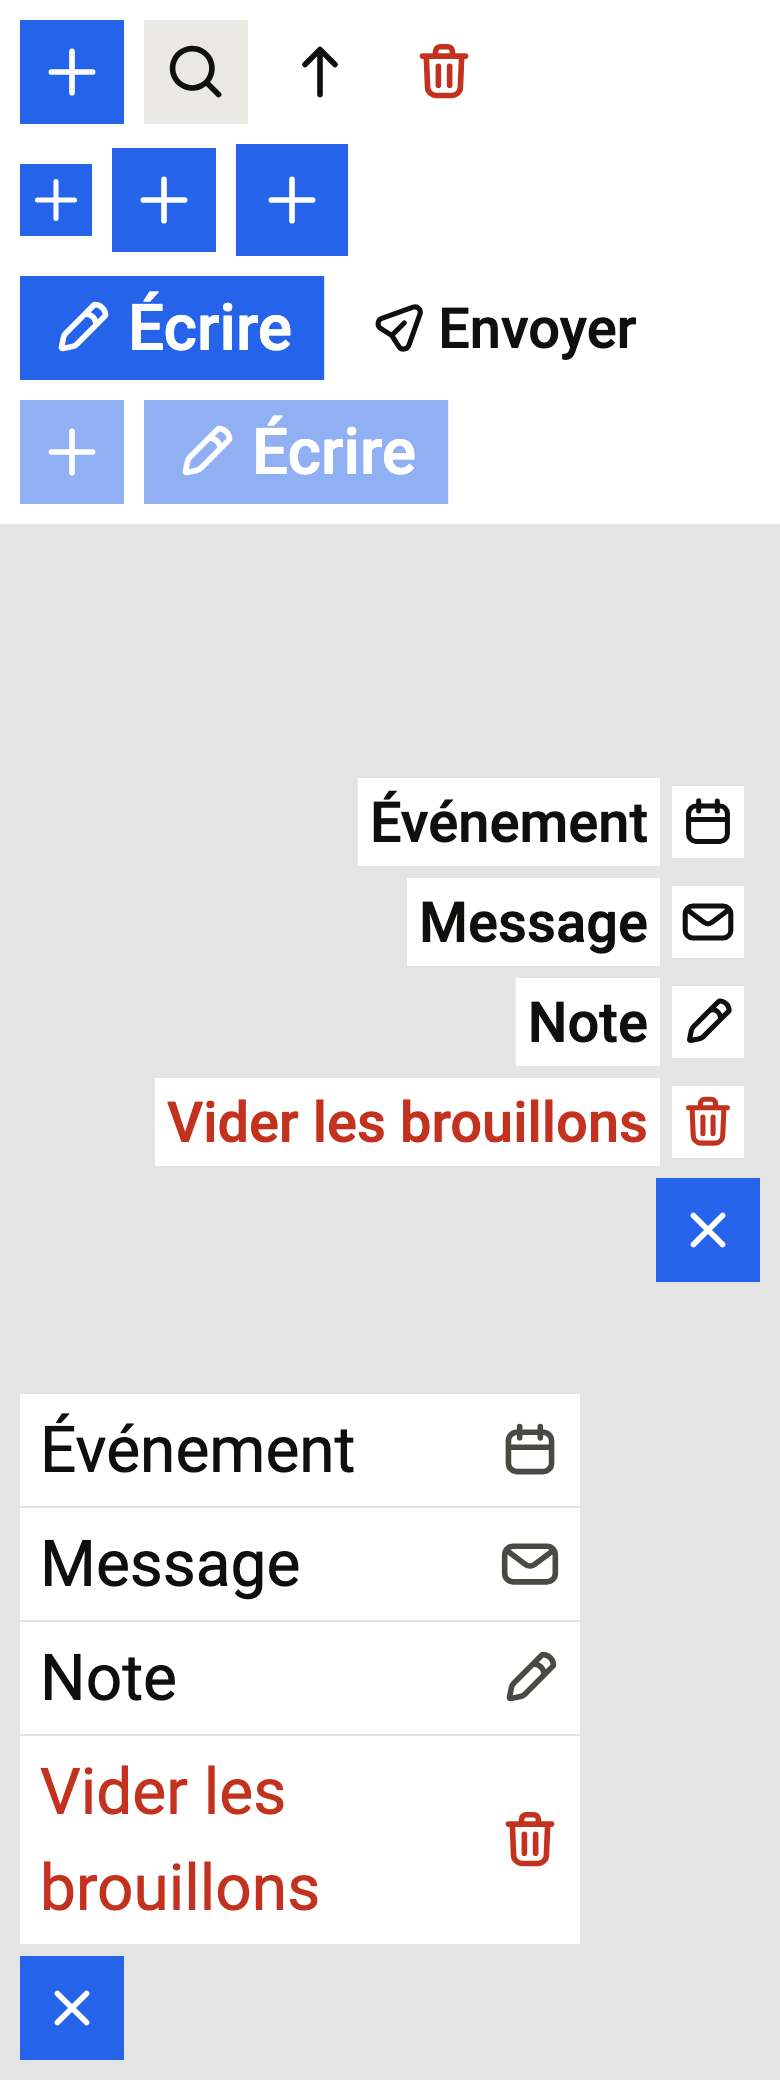 Écrire
Envoyer
Écrire
Événement
Message
Note
Vider les brouillons
Événement
Message
Note
Vider les
brouillons